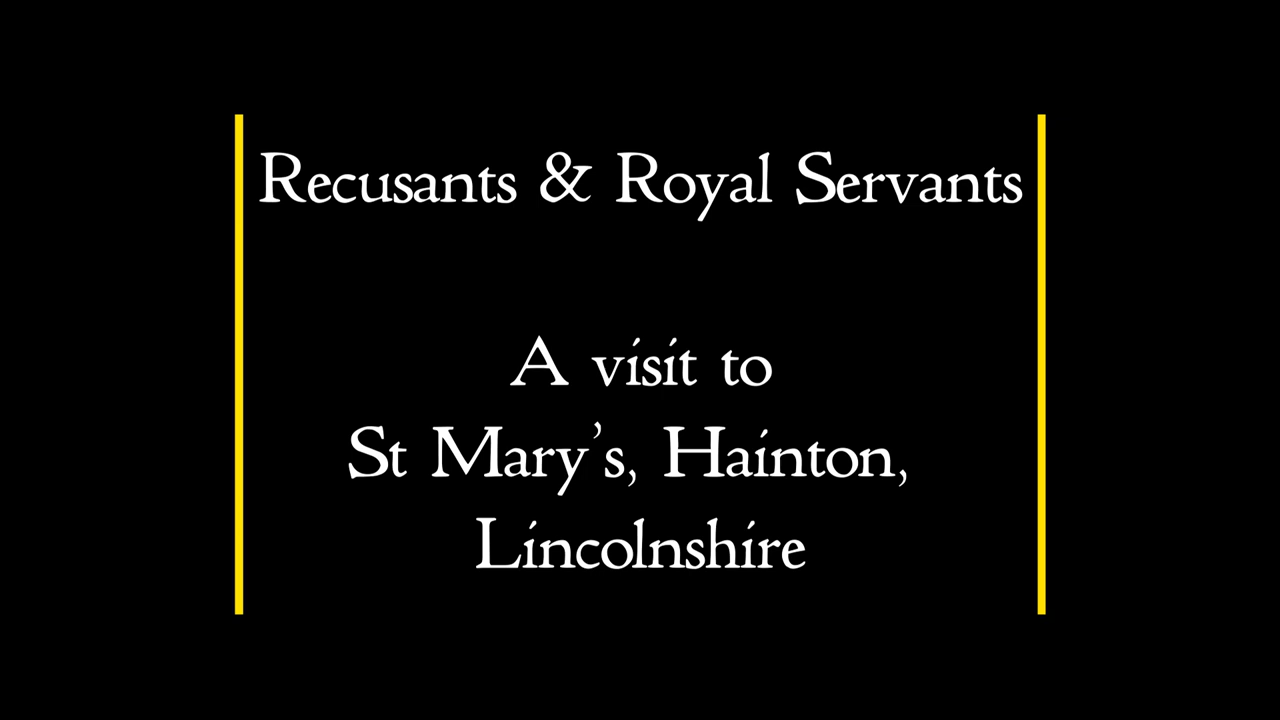 Recusants & Royal Servants
A visit to
St Mary's, Hainton,
Lincolnshire